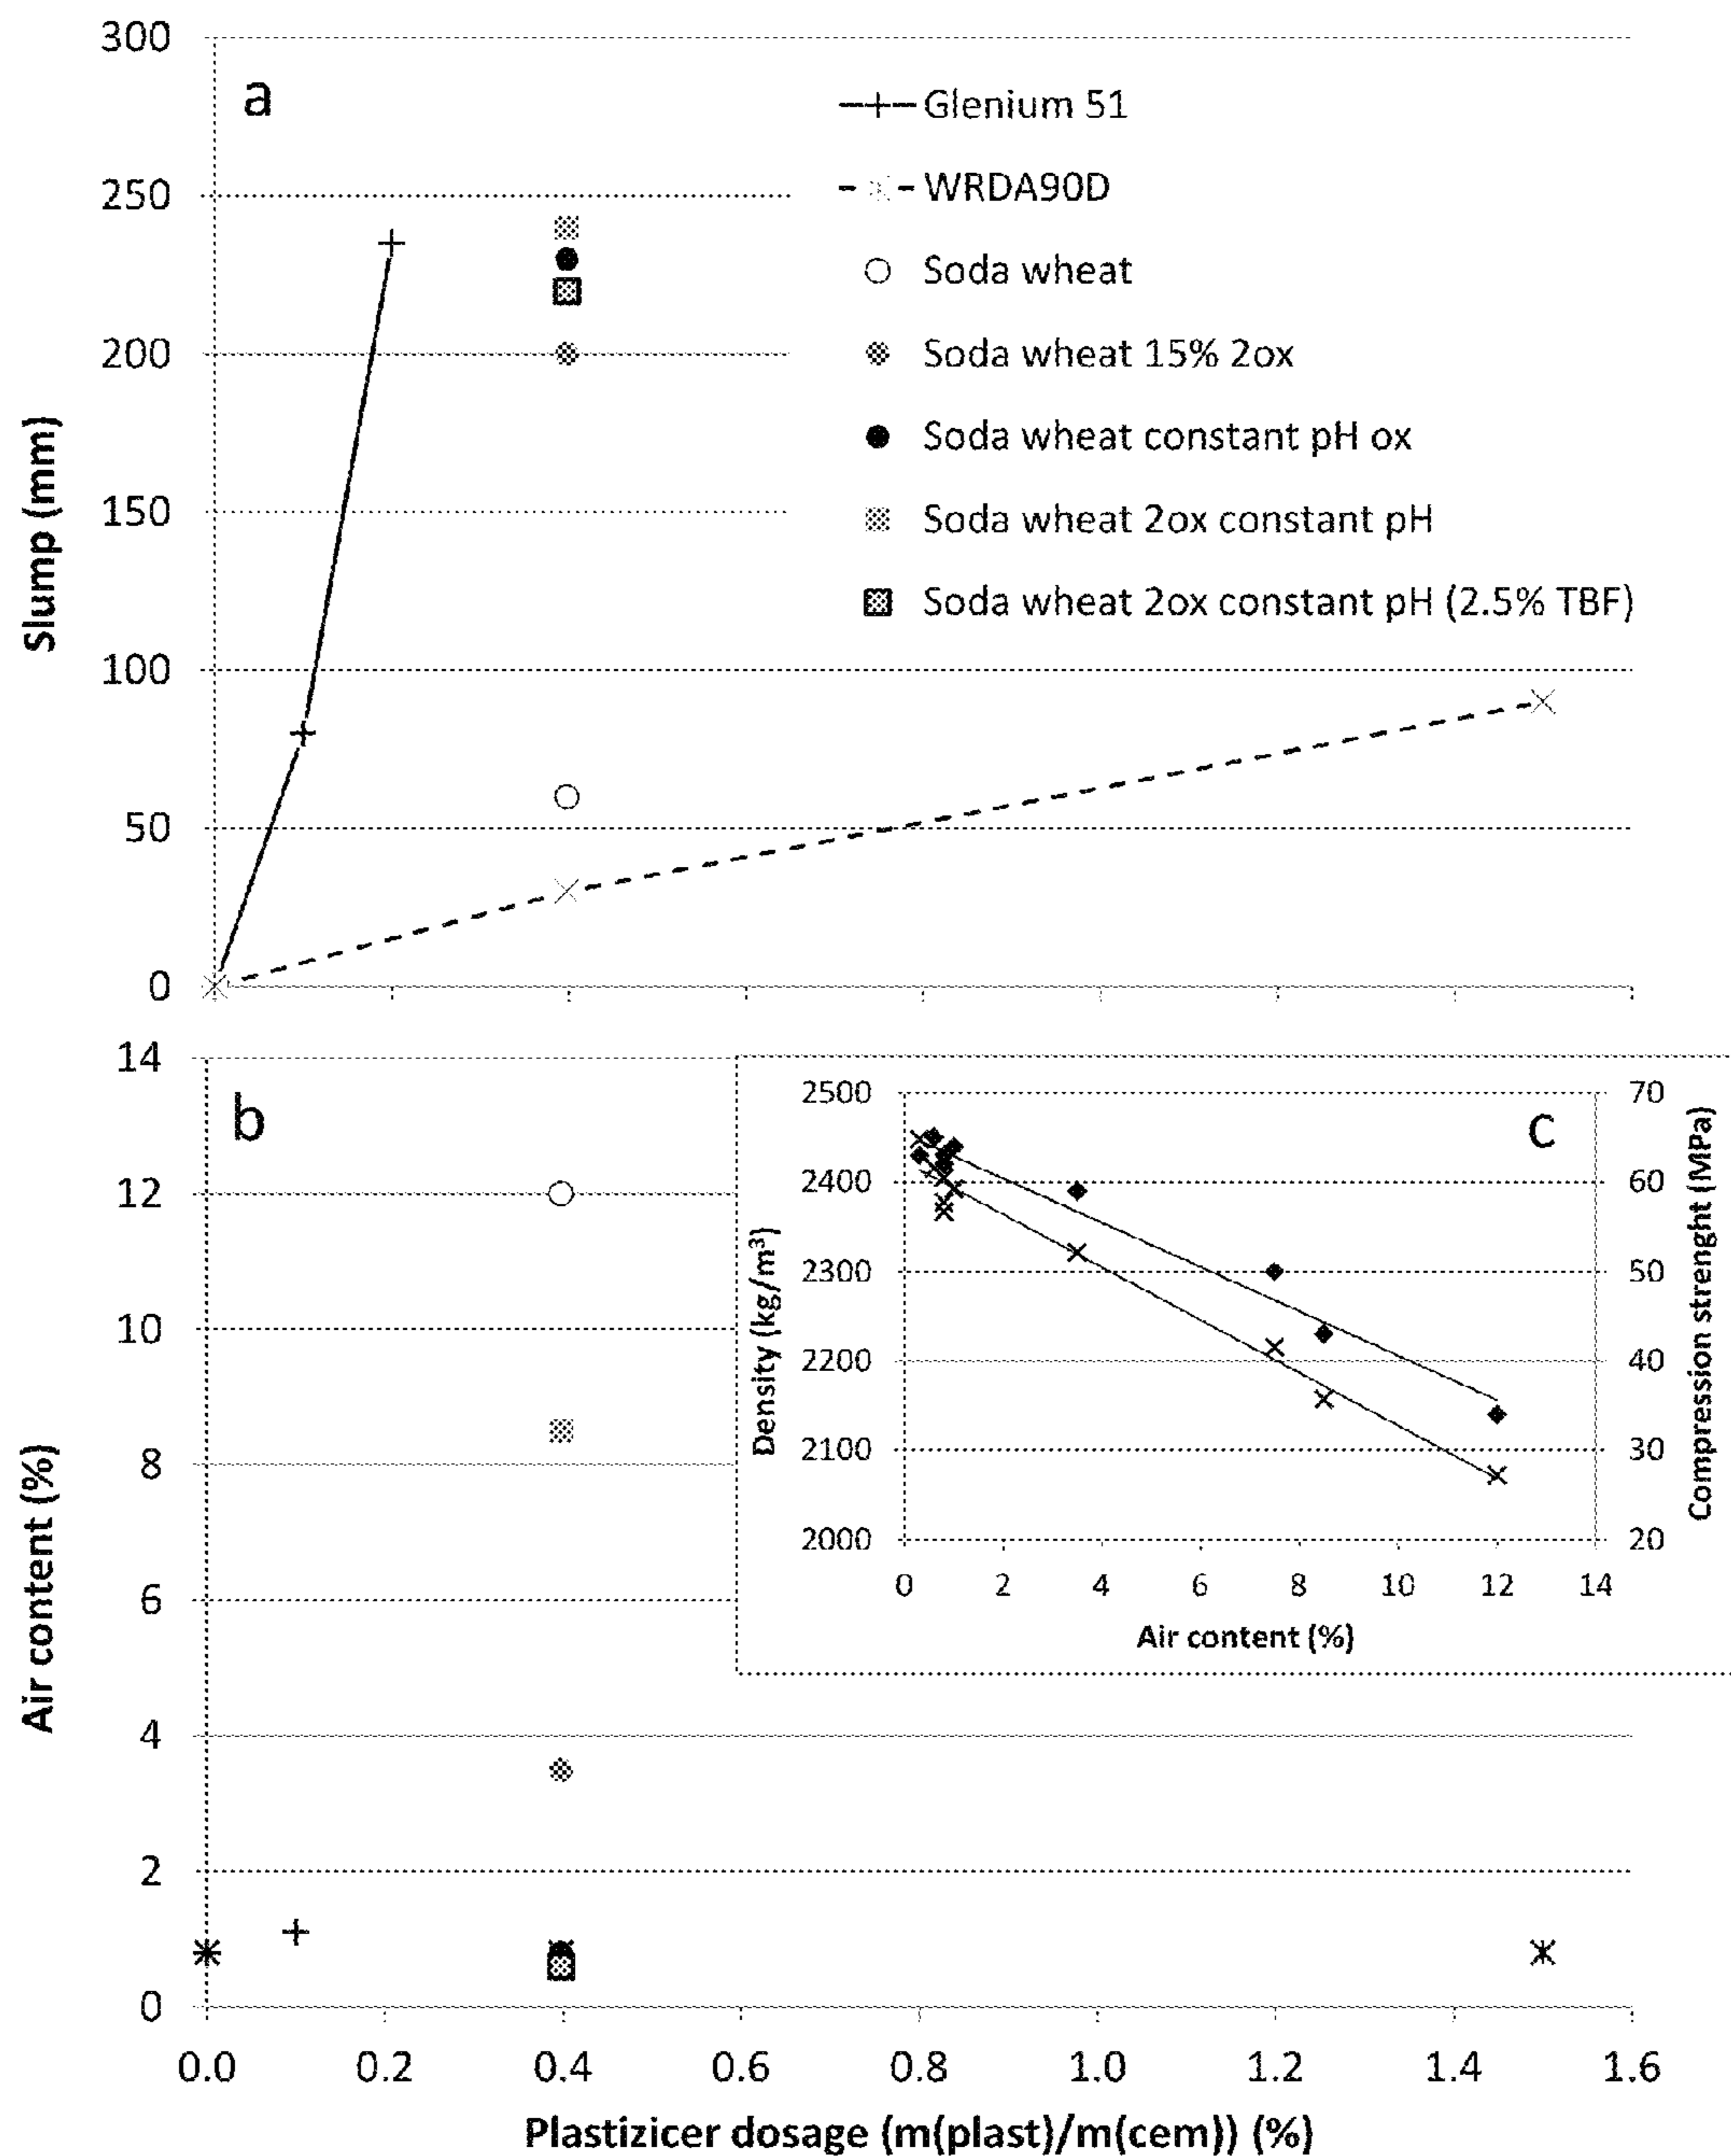 300
a
Glenium 51
WRDA90D
250
Soda wheat
Soda wheat 15% 2ox
200
Soda wheat constant pH ox
Soda wheat 2ox constant pH
150
Soda wheat 2ox constant pH (2.5% TBF)
Slump (mm)
100
50
0
14
b
12
10
8
6
4
2
0
Air content (%)
c
2500
2400
2300
2200
2100
2000
Density (kg/m³)
70
60
50
40
30
20
Compression strenght (MPa)
0 2 4 6 8 10 12 14
Air content (%)
0.0 0.2 0.4 0.6 0.8 1.0 1.2 1.4 1.6
Plastizicer dosage (m(plast)/m(cem)) (%)